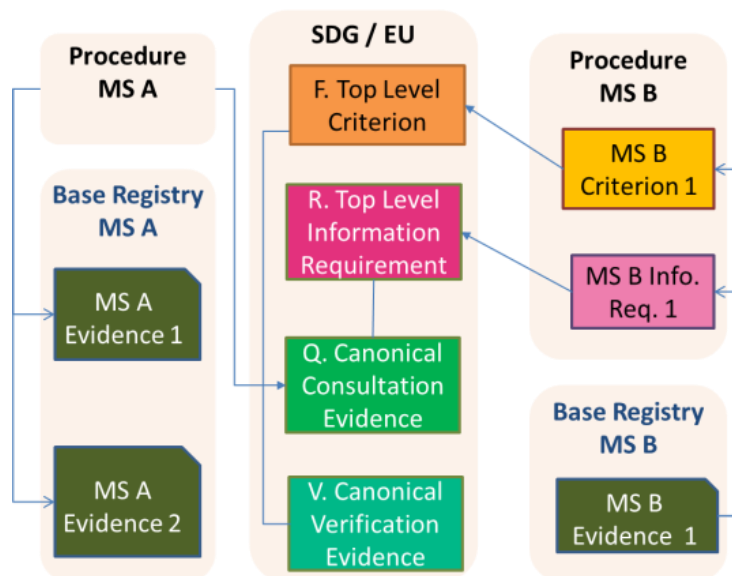 Procedure
MS A
Base Registry
MS A
MS A
Evidence 1
MS A
Evidence 2
SDG / EU
F. Top Level
Criterion
R. Top Level
Information
Requirement
Q. Canonical
Consultation
Evidence
V. Canonical
Verification
Evidence
Procedure
MS B
MS B
Criterion 1
MS B Info.
Req. 1
Base Registry
MS B
MS B
Evidence 1